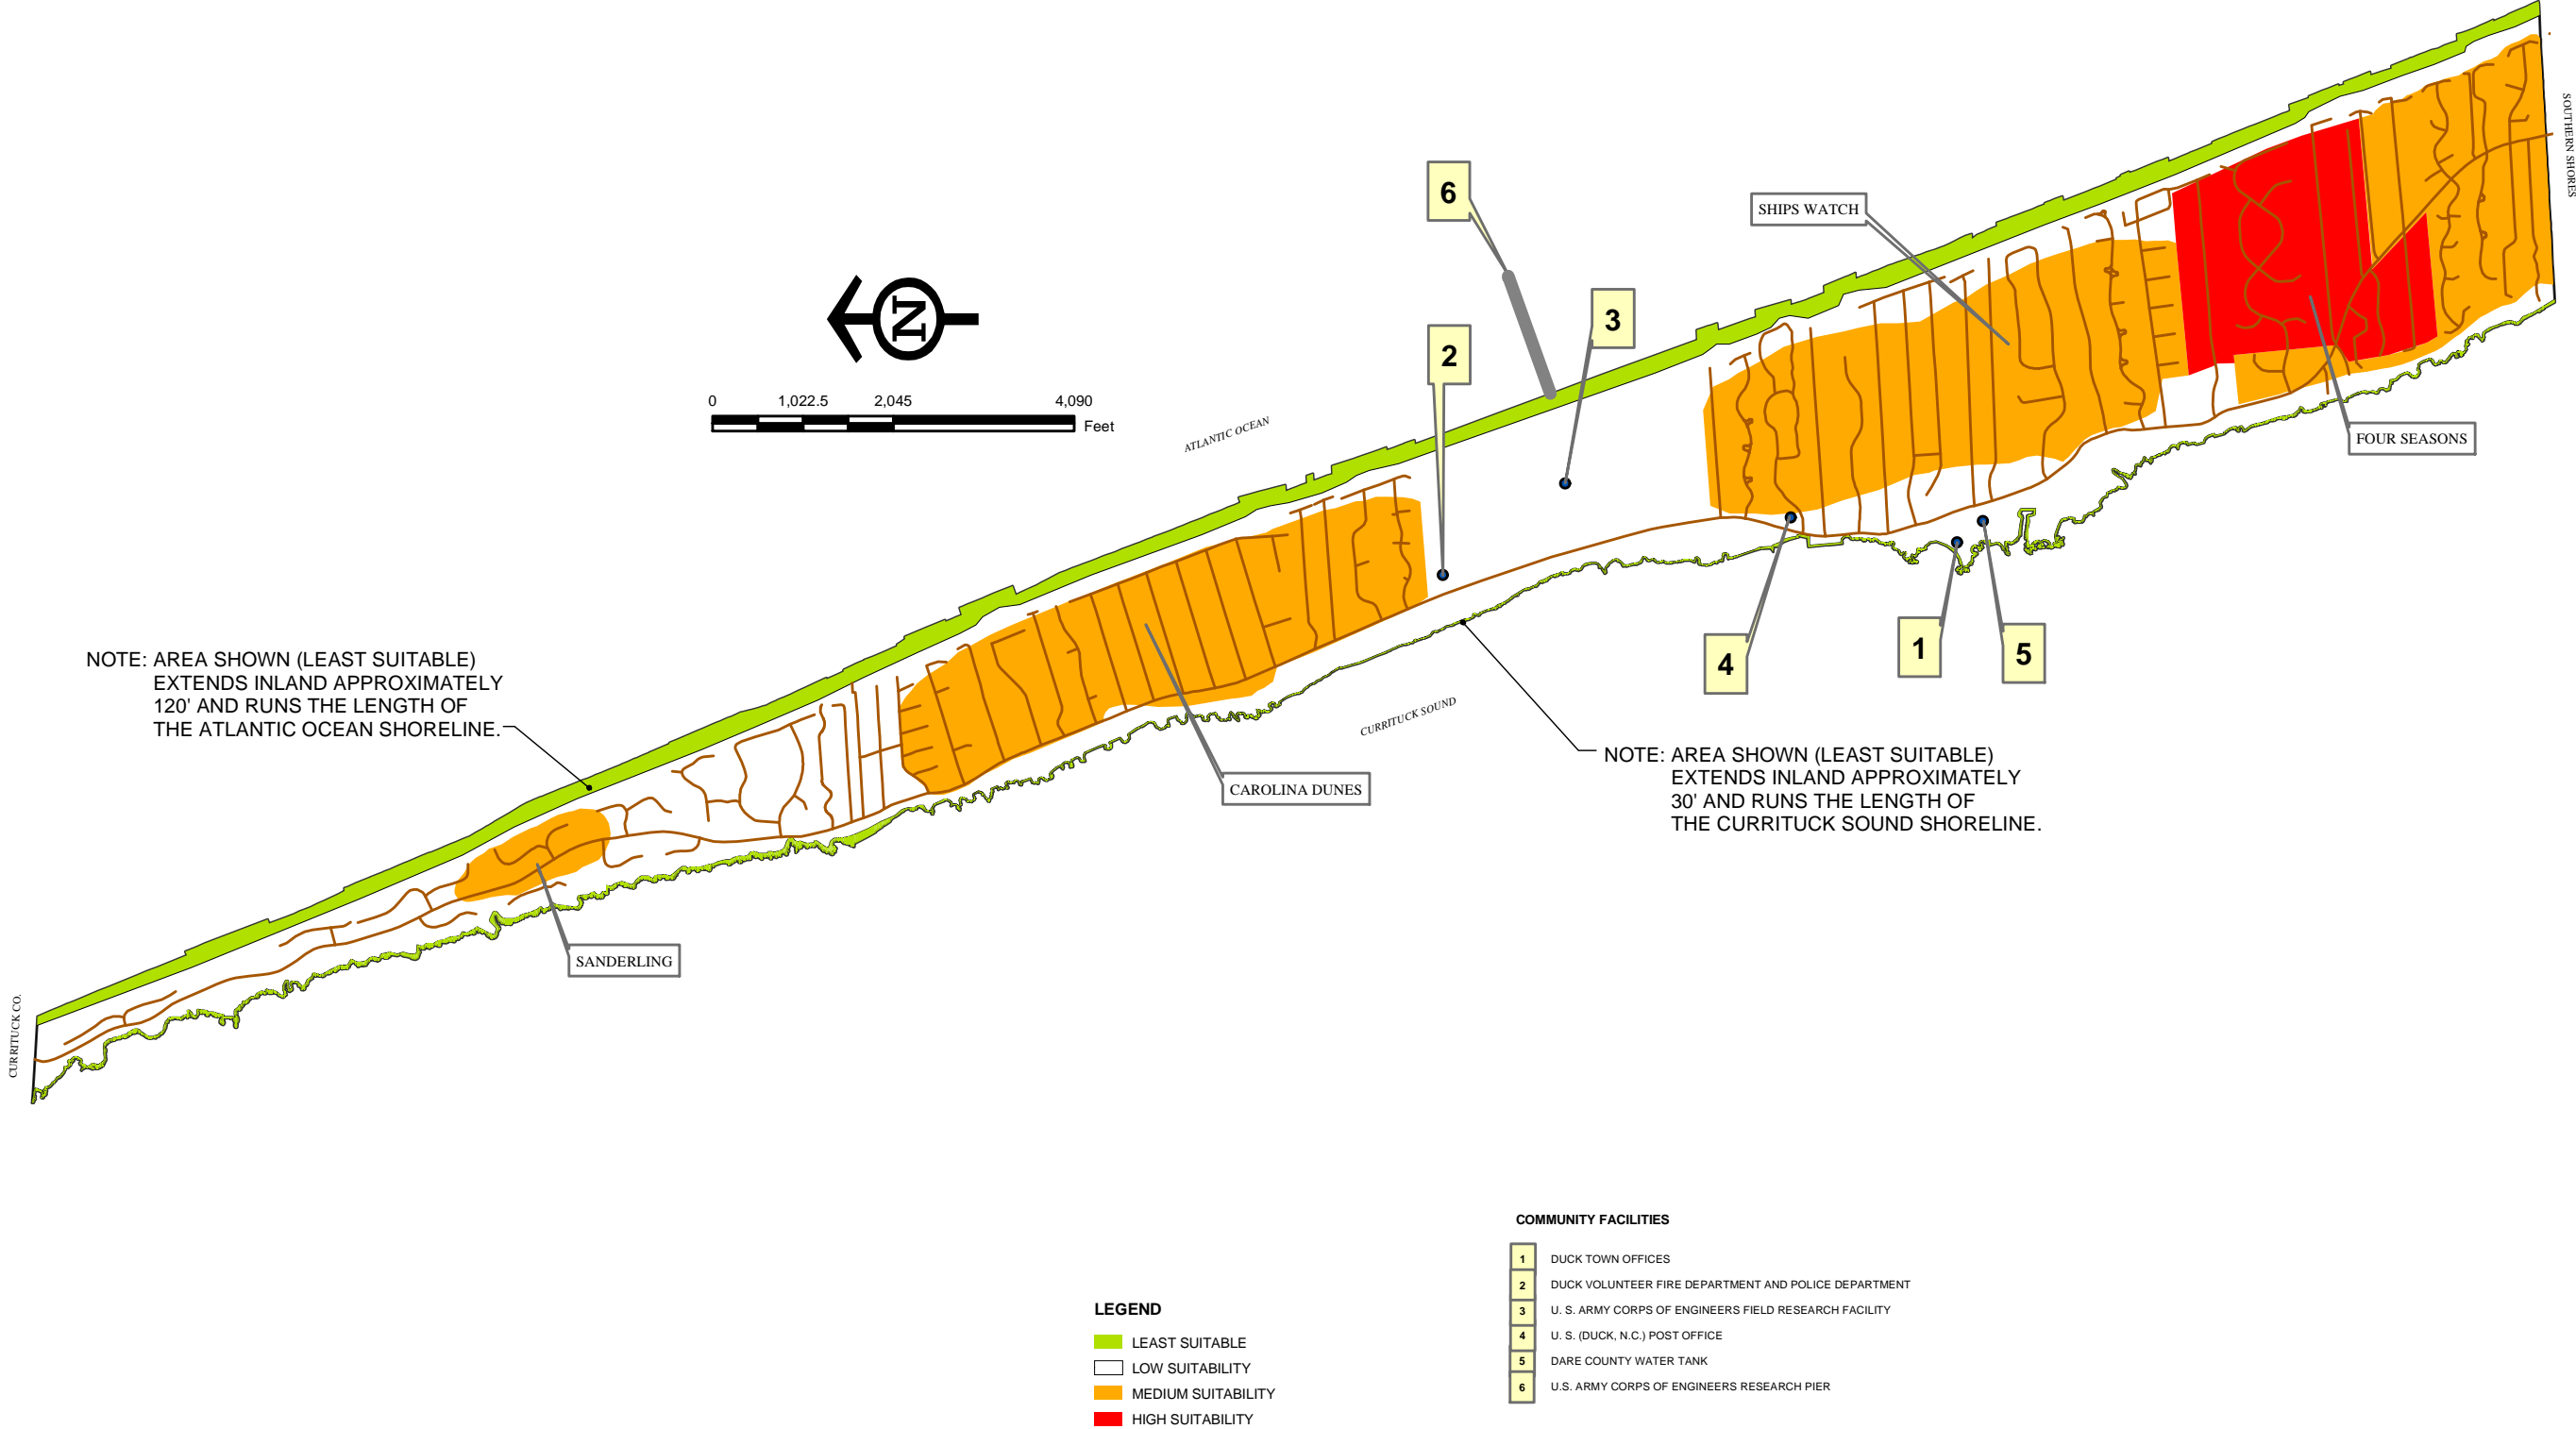 SOUTHERN SHORES
6
SHIPS WATCH
3
N
2
0 1,022.5 2,045 4,090
Feet
ATLANTIC OCEAN
FOUR SEASONS
NOTE: AREA SHOWN (LEAST SUITABLE)
EXTENDS INLAND APPROXIMATELY
120' AND RUNS THE LENGTH OF
THE ATLANTIC OCEAN SHORELINE.
4
1
5
CURRITUCK SOUND
NOTE: AREA SHOWN (LEAST SUITABLE)
EXTENDS INLAND APPROXIMATELY
30' AND RUNS THE LENGTH OF
THE CURRITUCK SOUND SHORELINE.
CAROLINA DUNES
SANDERLING
CURRITUCK CO.
COMMUNITY FACILITIES
1 DUCK TOWN OFFICES
2 DUCK VOLUNTEER FIRE DEPARTMENT AND POLICE DEPARTMENT
3 U. S. ARMY CORPS OF ENGINEERS FIELD RESEARCH FACILITY
4 U. S. (DUCK, N.C.) POST OFFICE
5 DARE COUNTY WATER TANK
6 U.S. ARMY CORPS OF ENGINEERS RESEARCH PIER
LEGEND
LEAST SUITABLE
LOW SUITABILITY
MEDIUM SUITABILITY
HIGH SUITABILITY